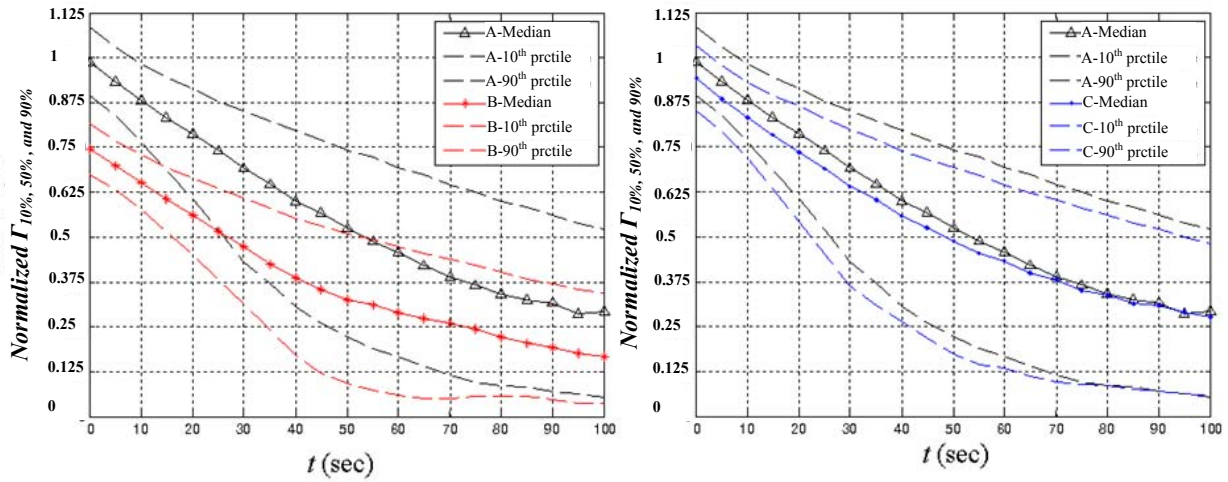 Normalized Γ10%, 50%, and 90%
1.125
1
0.875
0.75
0.625
0.5
0.375
0.25
0.125
0
A-Median
A-10th prctile
A-90th prctile
B-Median
B-10th prctile
B-90th prctile
0 10 20 30 40 50 60 70 80 90 100
t (sec)
Normalized Γ10%, 50%, and 90%
1.125
1
0.875
0.75
0.625
0.5
0.375
0.25
0.125
0
A-Median
A-10th prctile
A-90th prctile
C-Median
C-10th prctile
C-90th prctile
0 10 20 30 40 50 60 70 80 90 100
t (sec)